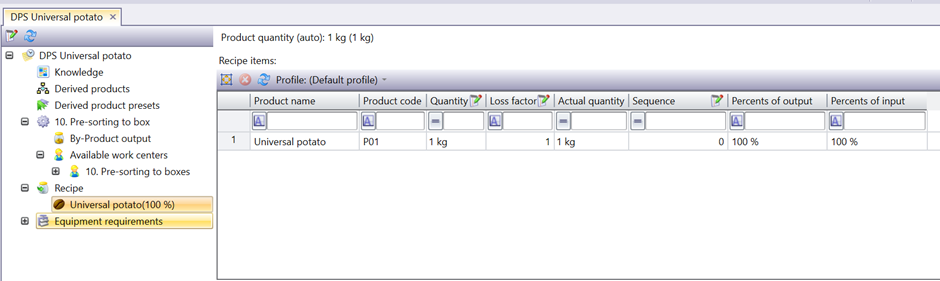 DPS Universal potato
Product quantity (auto): 1 kg (1 kg)
Recipe items:
Profile: (Default profile)
DPS Universal potato
Knowledge
Derived products
Derived product presets
10. Pre-sorting to box
By-Product output
Available work centers
10. Pre-sorting to boxes
Recipe
Universal potato(100 %)
Equipment requirements
Product name Product code Quantity Loss factor Actual quantity Sequence Percents of output Percents of input
1 Universal potato P01 1 kg 1 1 kg 0 100 % 100 %